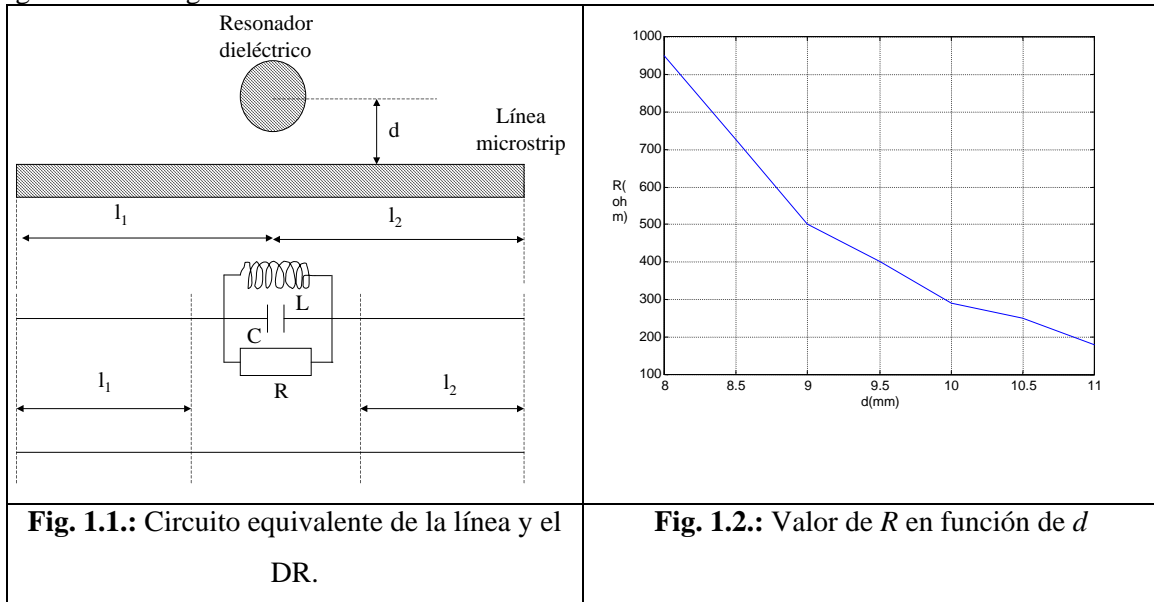 Resonador
dieléctrico
Línea
microstrip
d
l1
l2
L
C
R
l1
l2
1000
900
800
700
600
500
400
300
200
100
R(
oh
m)
8
8.5
9
9.5
10
10.5
11
d(mm)
Fig. 1.1.: Circuito equivalente de la línea y el
DR.
Fig. 1.2.: Valor de R en función de d